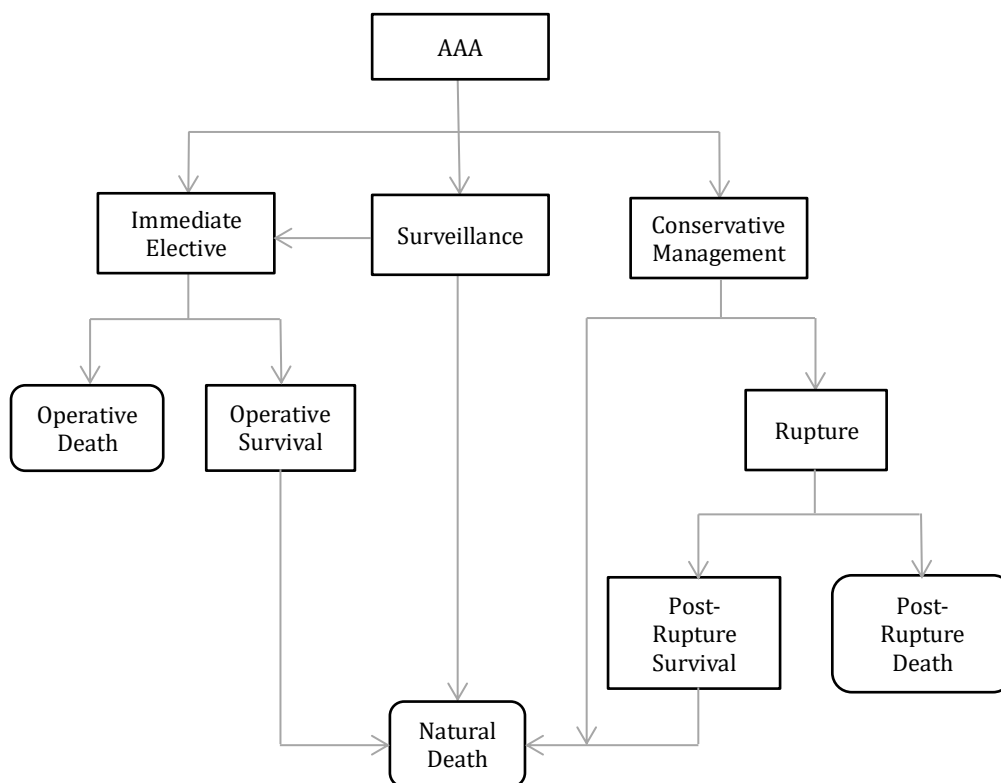 AAA
Immediate
Elective
Surveillance
Conservative
Management
Operative
Death
Operative
Survival
Rupture
Post-
Rupture
Survival
Post-
Rupture
Death
Natural
Death